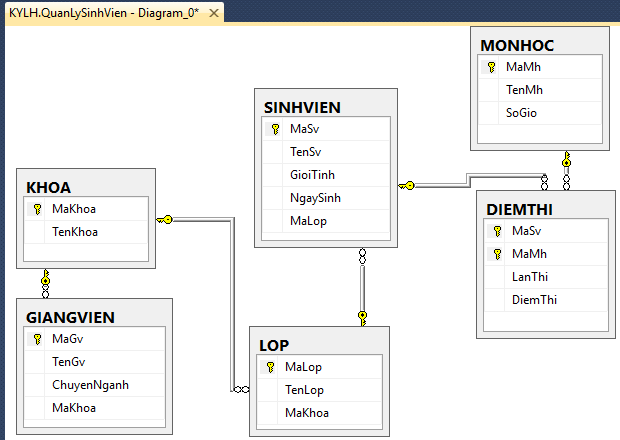 KYLH.QuanLySinhVien - Diagram_0*
MONHOC
MaMh
TenMh
SoGio
SINHVIEN
MaSv
TenSv
GioiTinh
NgaySinh
MaLop
KHOA
MaKhoa
TenKhoa
DIEMTHI
MaSv
MaMh
LanThi
DiemThi
GIANGVIEN
MaGv
TenGv
ChuyenNganh
MaKhoa
LOP
MaLop
TenLop
MaKhoa